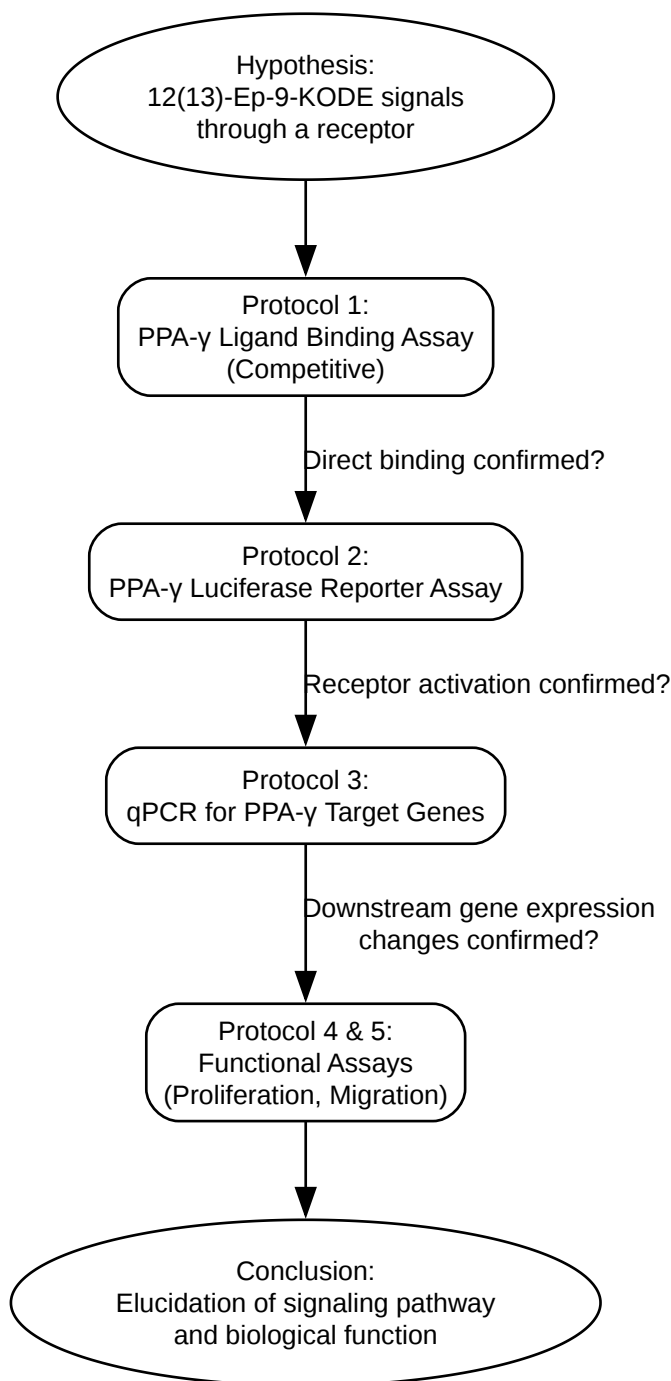 Hypothesis:
12(13)-Ep-9-KODE signals
through a receptor
Protocol 1:
PPA-γ Ligand Binding Assay
(Competitive)
Direct binding confirmed?
Protocol 2:
PPA-γ Luciferase Reporter Assay
Receptor activation confirmed?
Protocol 3:
qPCR for PPA-γ Target Genes
Downstream gene expression
changes confirmed?
Protocol 4 & 5:
Functional Assays
(Proliferation, Migration)
Conclusion:
Elucidation of signaling pathway
and biological function